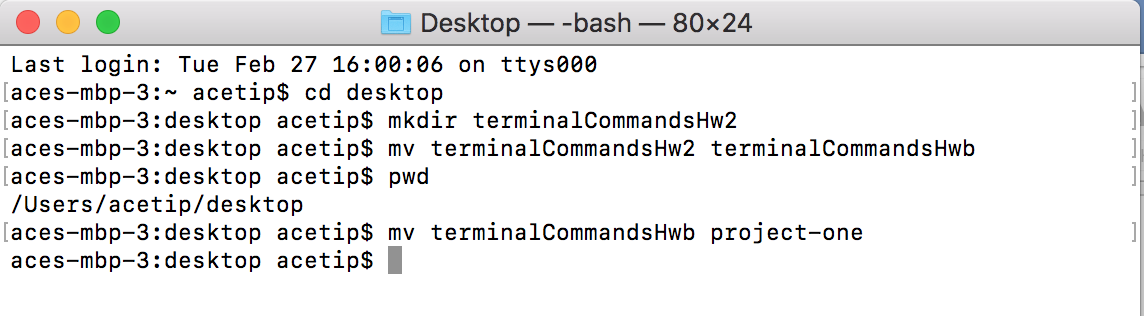 Desktop — -bash — 80×24
Last login: Tue Feb 27 16:00:06 on ttys000
[aces-mbp-3:~ acetip$ cd desktop ]
[aces-mbp-3:desktop acetip$ mkdir terminalCommandsHw2 ]
[aces-mbp-3:desktop acetip$ mv terminalCommandsHw2 terminalCommandsHwb ]
[aces-mbp-3:desktop acetip$ pwd ]
/Users/acetip/desktop
[aces-mbp-3:desktop acetip$ mv terminalCommandsHwb project-one ]
aces-mbp-3:desktop acetip$